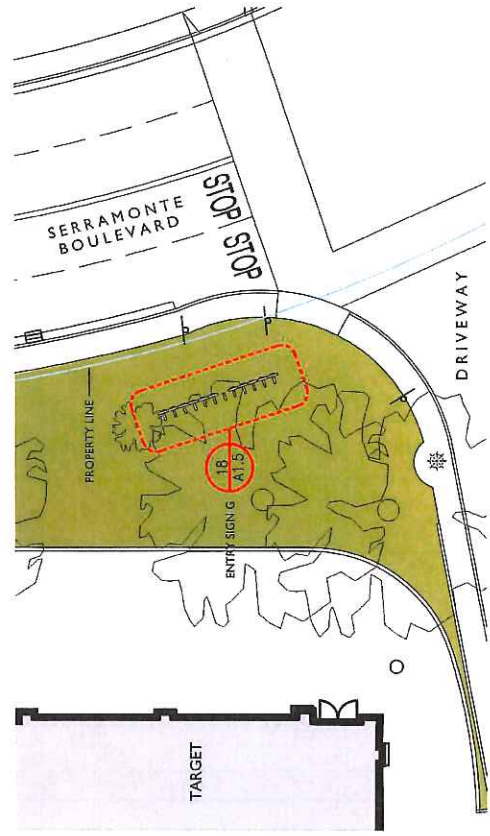 SERRAMONTE
BOULEVARD
STOP
STOP
PROPERTY LINE
18
A1.5
ENTRY SIGN G
DRIVEWAY
TARGET